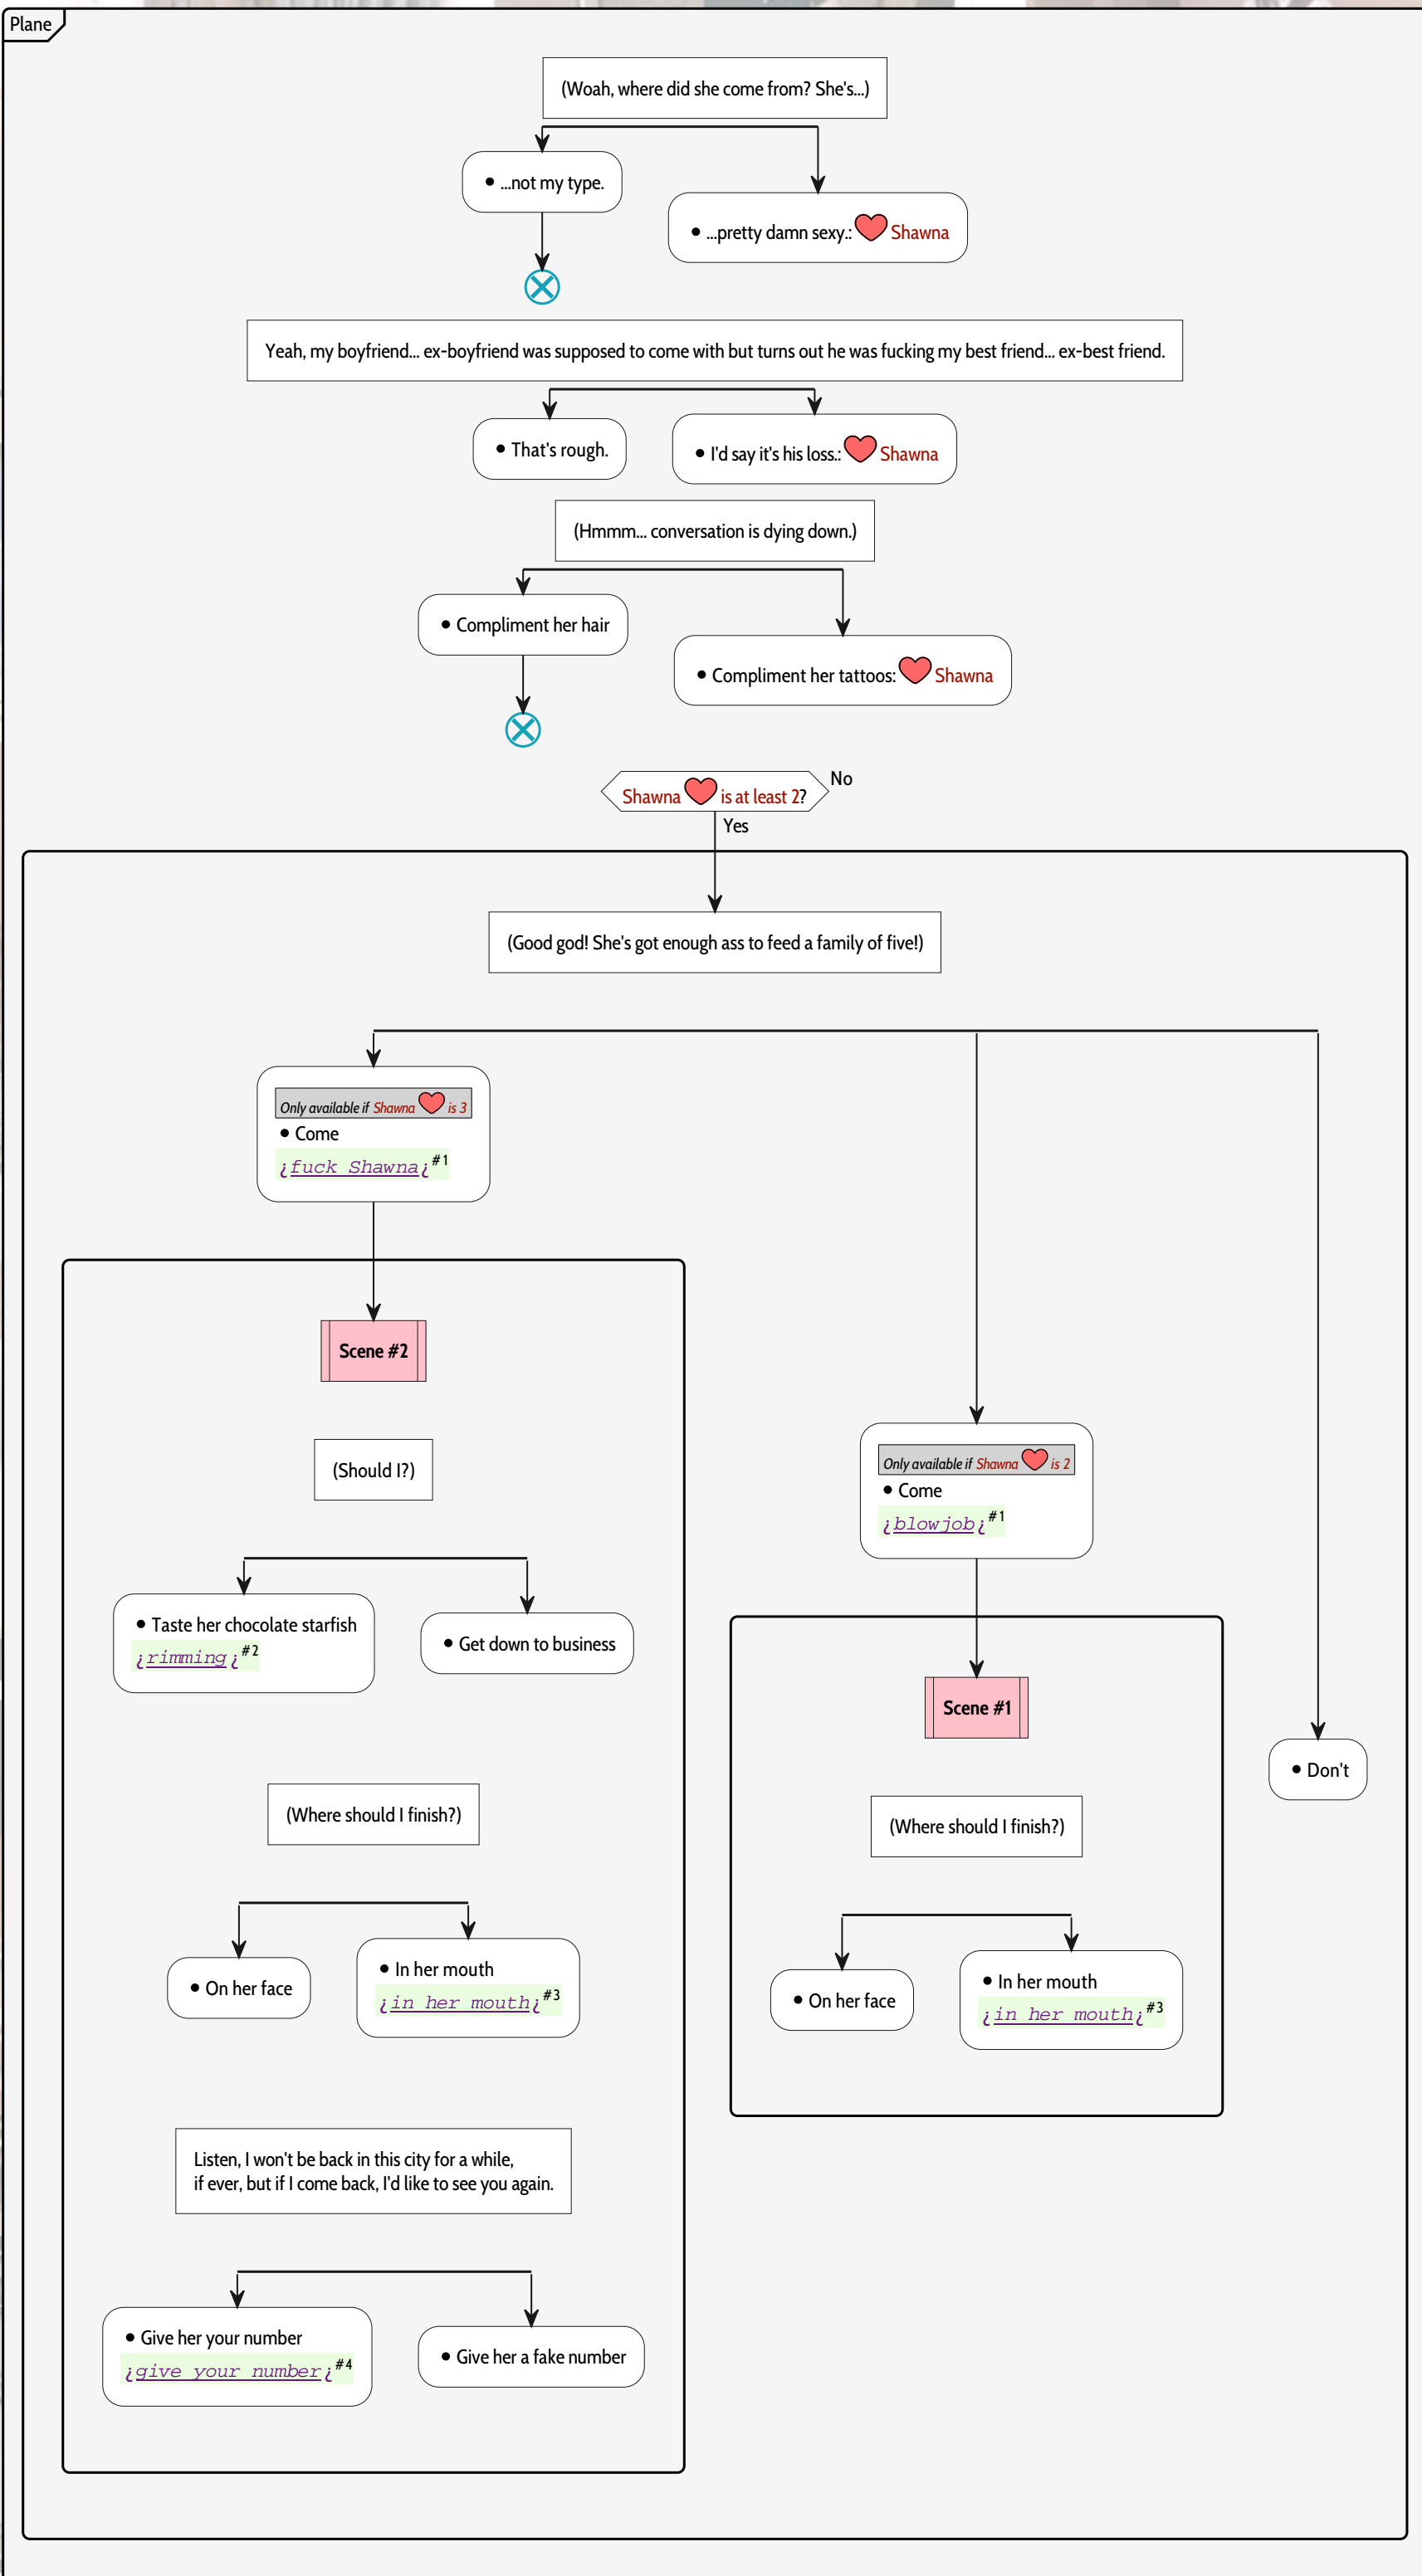 Plane
(Woah, where did she come from? She's...)
• ...not my type.
• ...pretty damn sexy.: Shawna
Yeah, my boyfriend... ex-boyfriend was supposed to come with but turns out he was fucking my best friend... ex-best friend.
• That's rough.
• I'd say it's his loss.: Shawna
(Hmmm... conversation is dying down.)
• Compliment her hair
• Compliment her tattoos: Shawna
Shawna is at least 2?
No
Yes
(Good god! She's got enough ass to feed a family of five!)
Only available if Shawna is 3
• Come
¿fuck Shawna¿#1
Scene #2
(Should I?)
• Taste her chocolate starfish
¿rimming¿#2
• Get down to business
(Where should I finish?)
• On her face
• In her mouth
¿in her mouth¿#3
Listen, I won't be back in this city for a while,
if ever, but if I come back, I'd like to see you again.
• Give her your number
¿give your number¿#4
• Give her a fake number
Only available if Shawna is 2
• Come
¿blowjob¿#1
Scene #1
(Where should I finish?)
• On her face
• In her mouth
¿in her mouth¿#3
• Don't